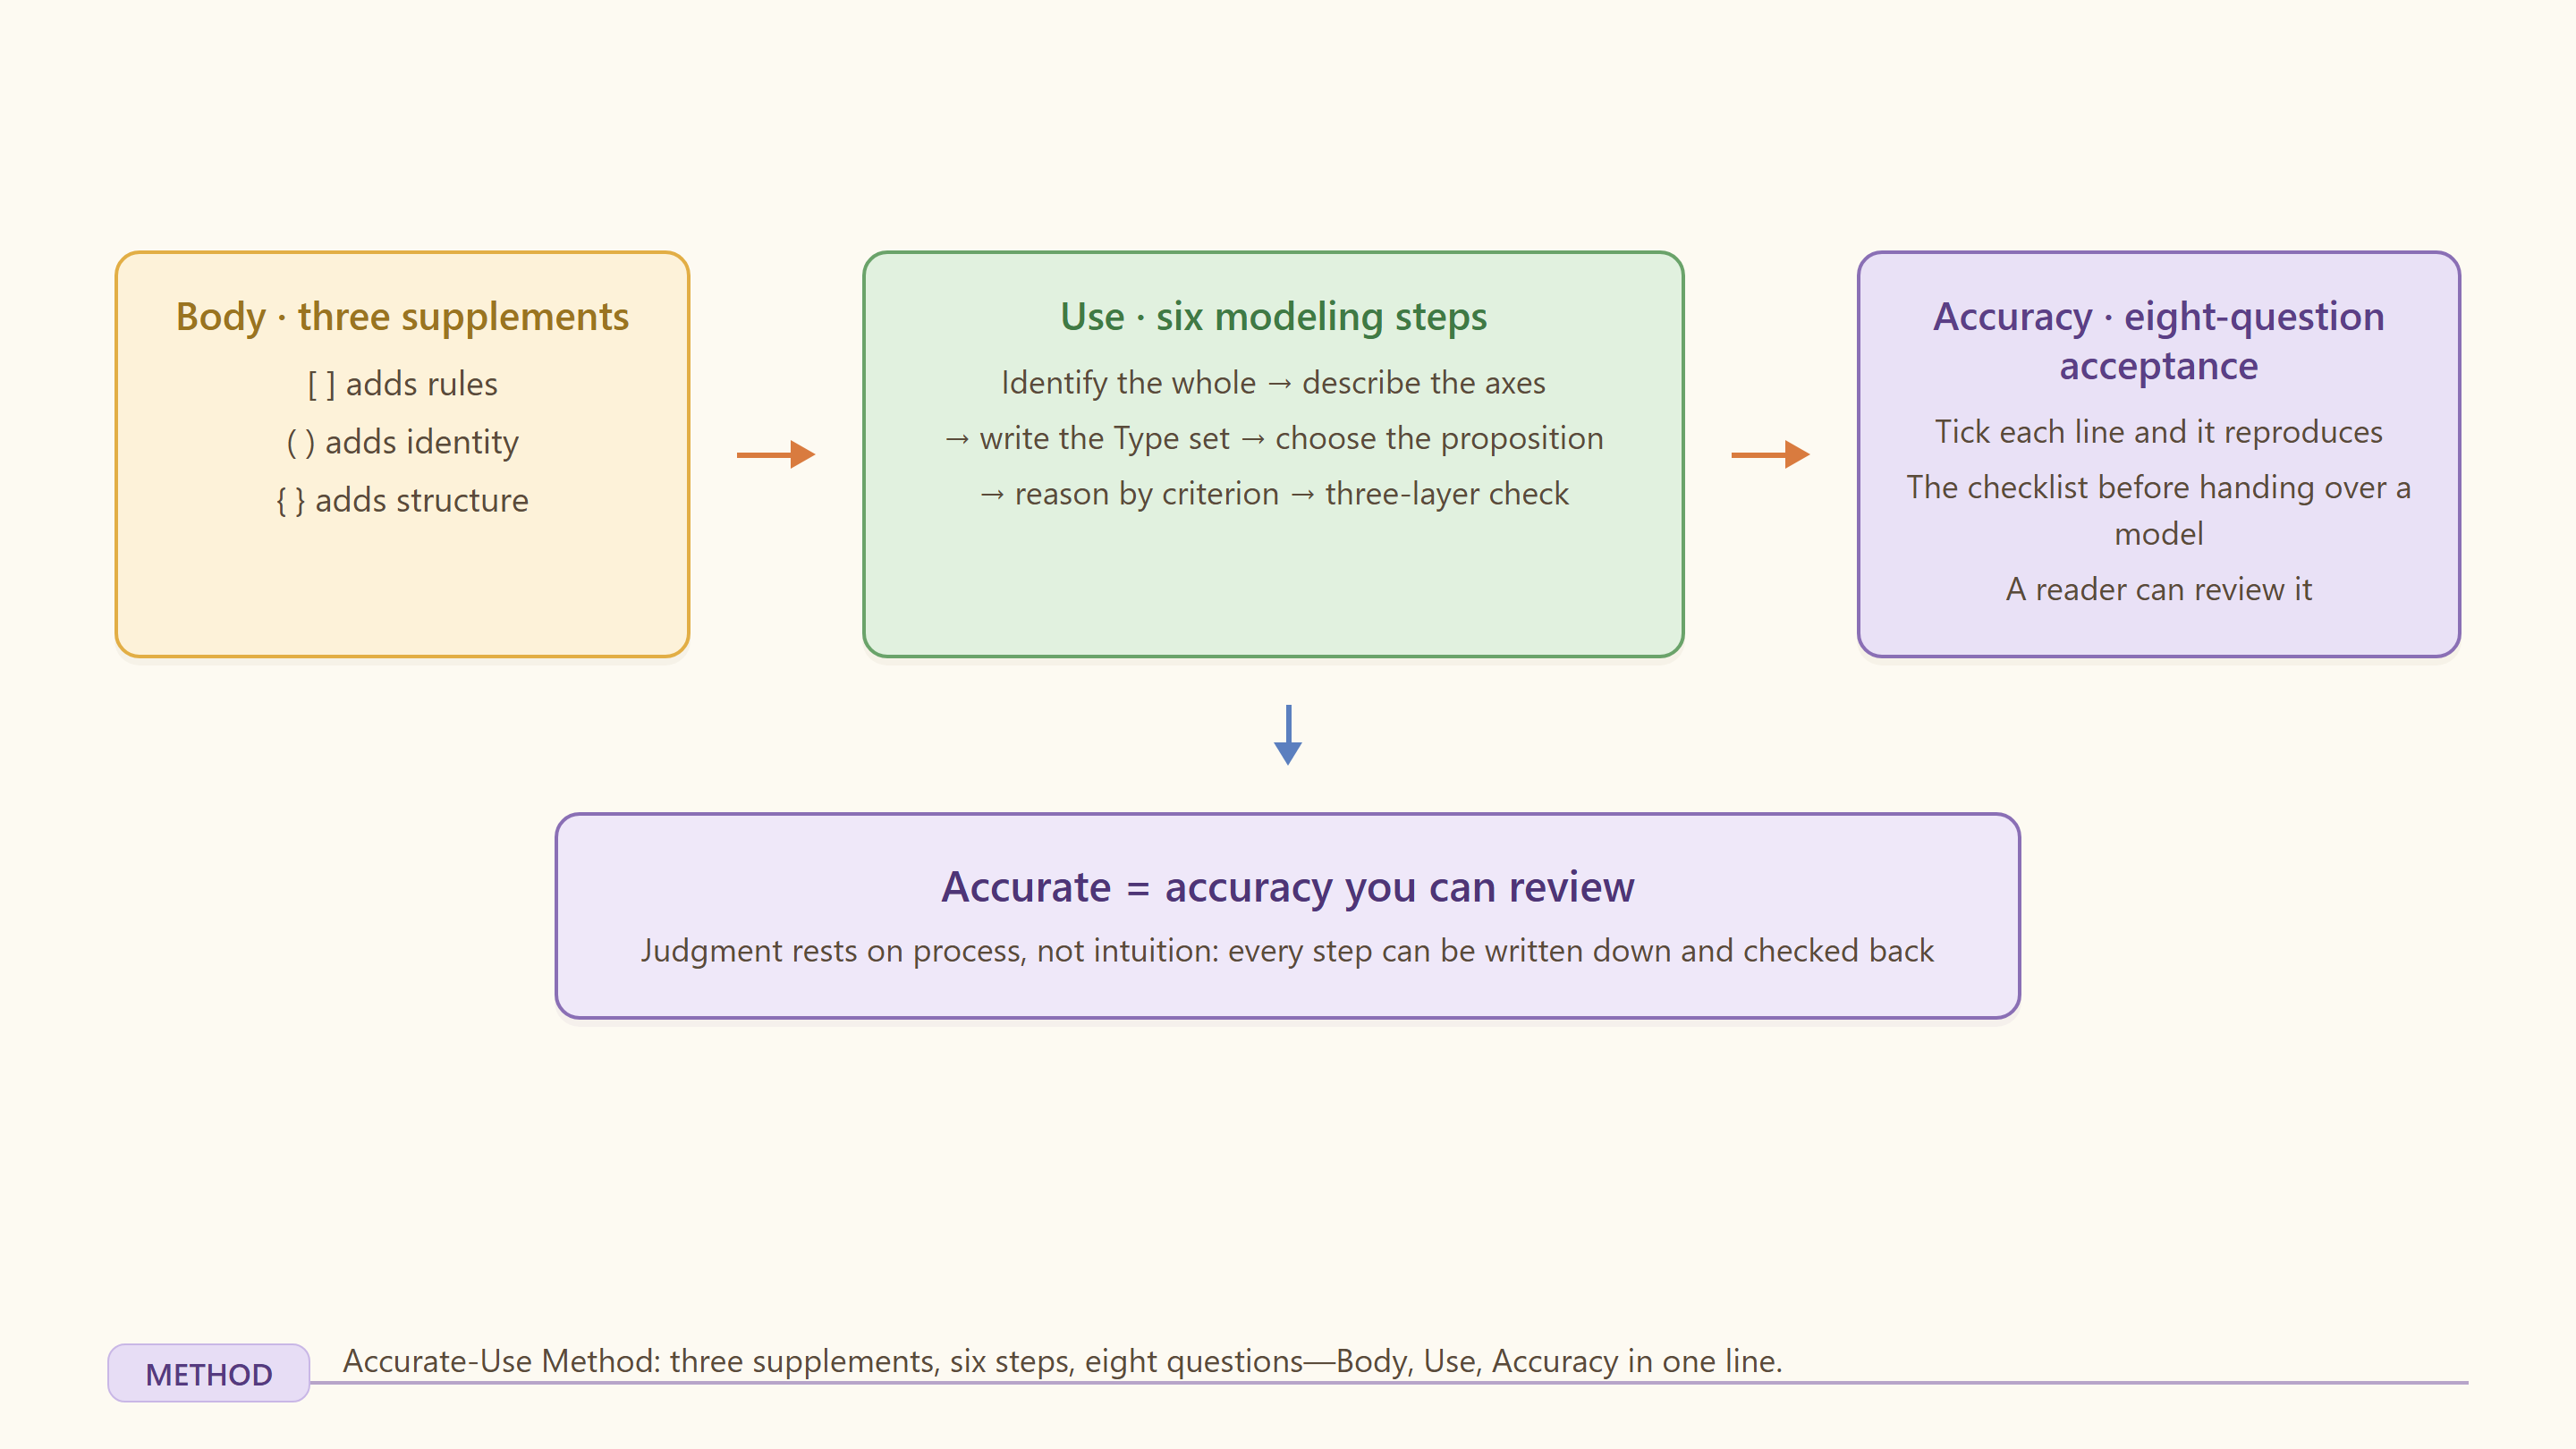 Body · three supplements
[ ] adds rules
( ) adds identity
{ } adds structure
Use · six modeling steps
Identify the whole → describe the axes
→ write the Type set → choose the proposition
→ reason by criterion → three-layer check
Accuracy · eight-question
acceptance
Tick each line and it reproduces
The checklist before handing over a
model
A reader can review it
Accurate = accuracy you can review
Judgment rests on process, not intuition: every step can be written down and checked back
METHOD
Accurate-Use Method: three supplements, six steps, eight questions—Body, Use, Accuracy in one line.